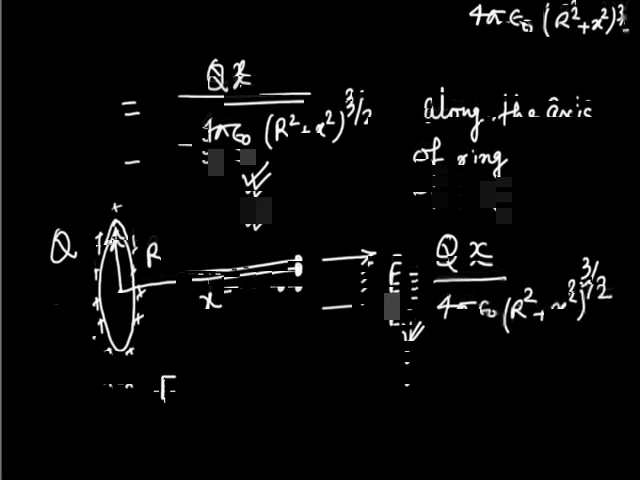 4πϵ₀ (R²+x²)^3/2
= Qx / 4πϵ₀ (R²+x²)^3/2 along the axis
of ring
Q R x E = Qx / 4πϵ₀ (R²+x²)^3/2